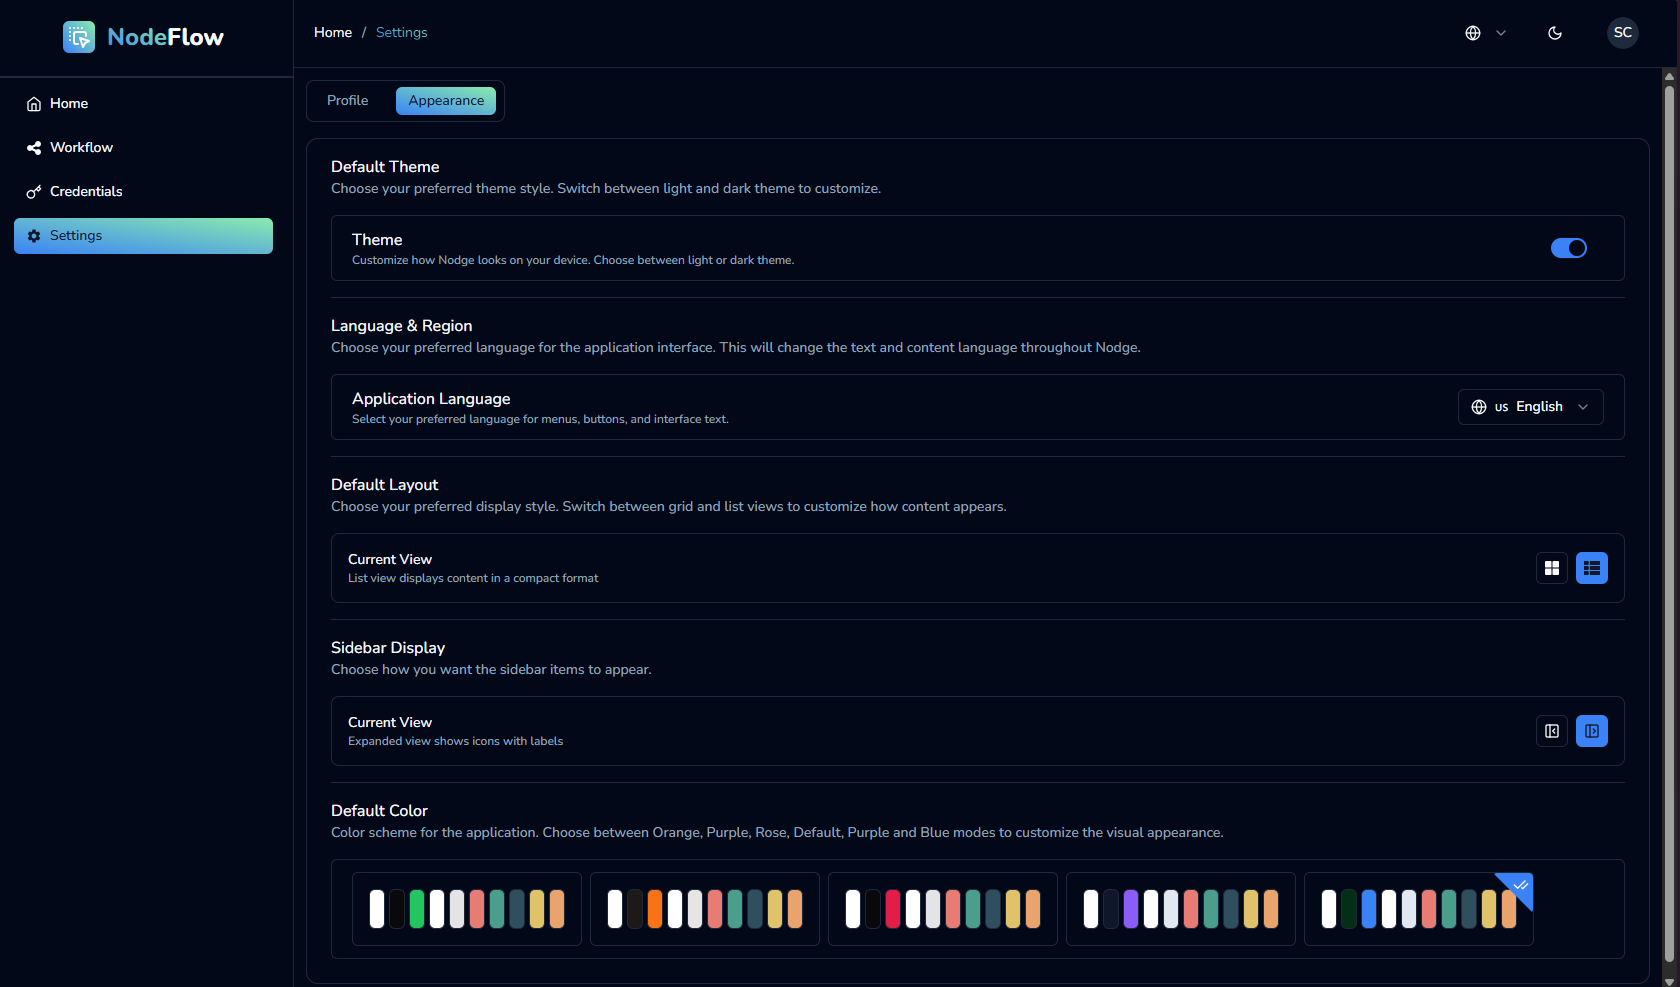 NodeFlow
Home / Settings
SC
Home
Workflow
Credentials
Settings
Profile
Appearance
Default Theme
Choose your preferred theme style. Switch between light and dark theme to customize.
Theme
Customize how Nodge looks on your device. Choose between light or dark theme.
Language & Region
Choose your preferred language for the application interface. This will change the text and content language throughout Nodge.
Application Language
Select your preferred language for menus, buttons, and interface text.
US English
Default Layout
Choose your preferred display style. Switch between grid and list views to customize how content appears.
Current View
List view displays content in a compact format
Sidebar Display
Choose how you want the sidebar items to appear.
Current View
Expanded view shows icons with labels
Default Color
Color scheme for the application. Choose between Orange, Purple, Rose, Default, Purple and Blue modes to customize the visual appearance.